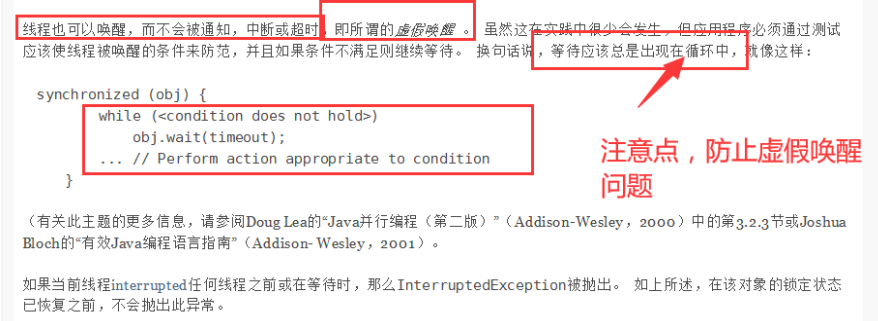 线程也可以唤醒，而不会被通知，中断或超时，即所谓的虚假唤醒 。 虽然这在实践中很少会发生，但应用程序必须通过测试
应该使线程被唤醒的条件来防范，并且如果条件不满足则继续等待。 换句话说，等待应该总是出现在循环中，就像这样：
synchronized (obj) {
while (<condition does not hold>)
obj.wait(timeout);
... // Perform action appropriate to condition
}
注意点，防止虚假唤醒
问题
（有关此主题的更多信息，请参阅Doug Lea的“Java并行编程（第二版）”（Addison-Wesley，2000）中的第3.2.3节或Joshua
Bloch的“有效Java编程语言指南”（Addison- Wesley，2001）。
如果当前线程interrupted任何线程之前或在等待时，那么InterruptedException被抛出。 如上所述，在该对象的锁定状态
已恢复之前，不会抛出此异常。